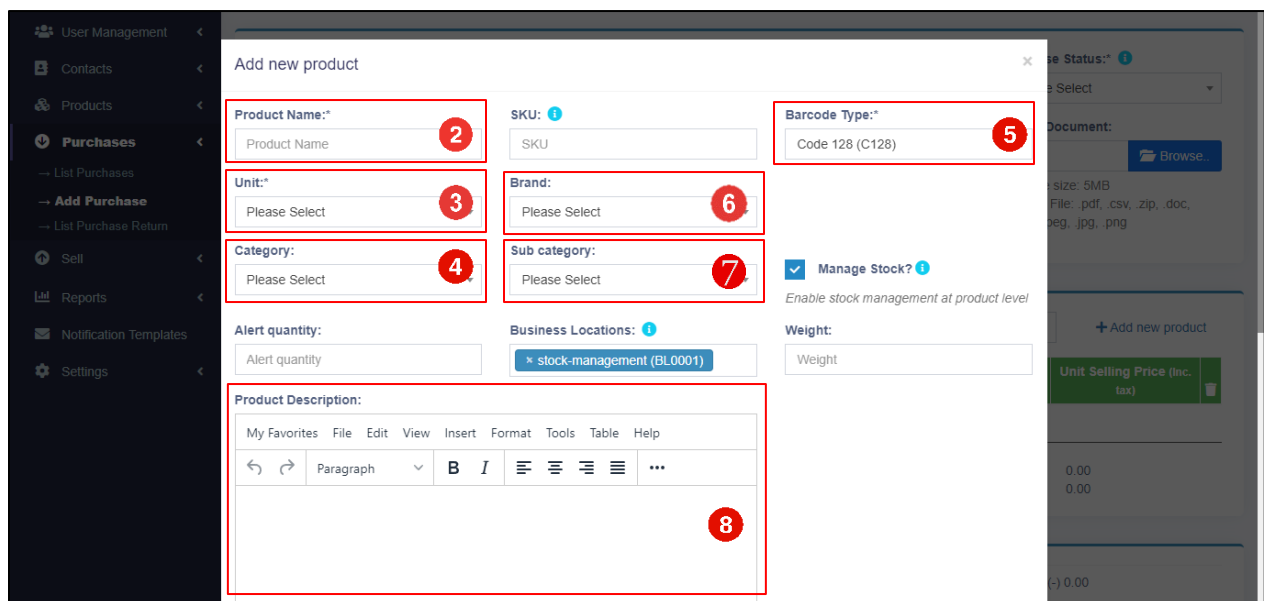 User Management
Contacts
Products
Purchases
→ List Purchases
→ Add Purchase
→ List Purchase Return
Sell
Reports
Notification Templates
Settings
Add new product
×
Product Name:*
Product Name
2
SKU:
SKU
Barcode Type:*
Code 128 (C128)
5
Unit:*
Please Select
3
Brand:
Please Select
6
Category:
Please Select
4
Sub category:
Please Select
7
Manage Stock?
Enable stock management at product level
Alert quantity:
Alert quantity
Business Locations:
× stock-management (BL0001)
Weight:
Weight
Product Description:
My Favorites File Edit View Insert Format Tools Table Help
Paragraph B I ...
8
Status:*
Select
Document:
Browse..
size: 5MB
File: .pdf, .csv, .zip, .doc,
.jpg, .png
+ Add new product
Unit Selling Price (Inc.
tax)
0.00
0.00
(-) 0.00